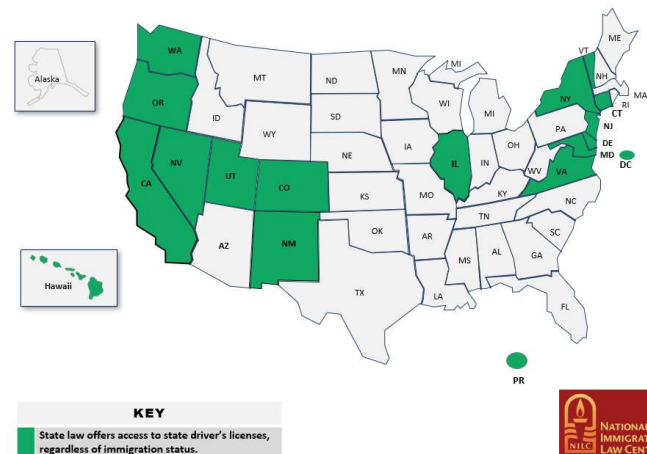 WA
OR
CA
NV
ID
MT
WY
UT
CO
AZ
NM
ND
SD
NE
KS
OK
TX
MN
IA
MO
AR
LA
WI
IL
MI
MI
IN
OH
KY
TN
MS
AL
GA
FL
SC
NC
VA
WV
PA
NY
VT
NH
ME
MA
RI
CT
NJ
DE
MD
DC
PR
Alaska
Hawaii
KEY
State law offers access to state driver's licenses,
regardless of immigration status.
NILC
NATIONAL
IMMIGRA
LAW CENT